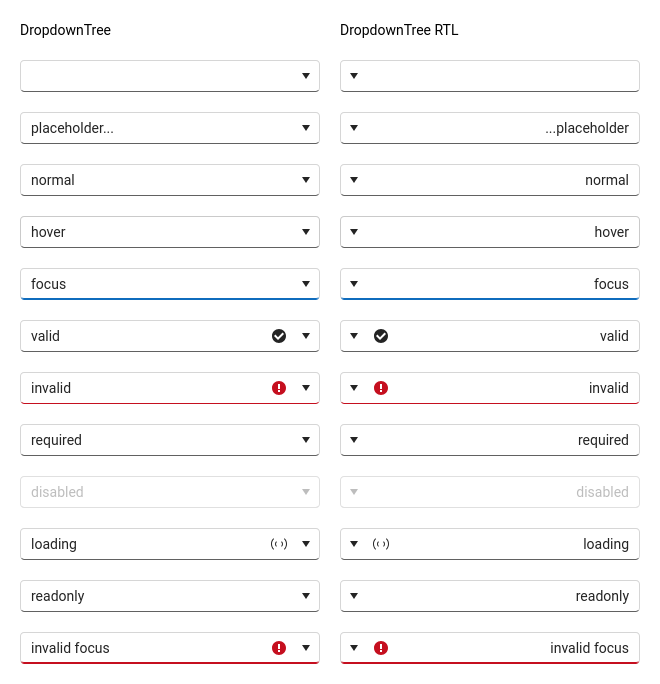 DropdownTree
DropdownTree RTL
placeholder...
...placeholder
normal
normal
hover
hover
focus
focus
valid
valid
invalid
invalid
required
required
disabled
disabled
loading
loading
readonly
readonly
invalid focus
invalid focus